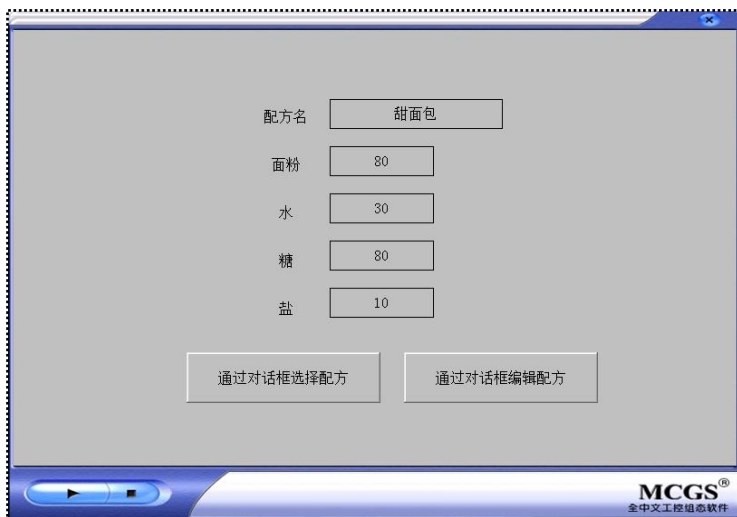 配方名 甜面包
面粉 80
水 30
糖 80
盐 10
通过对话框选择配方 通过对话框编辑配方
MCGS®
全中文工控组态软件